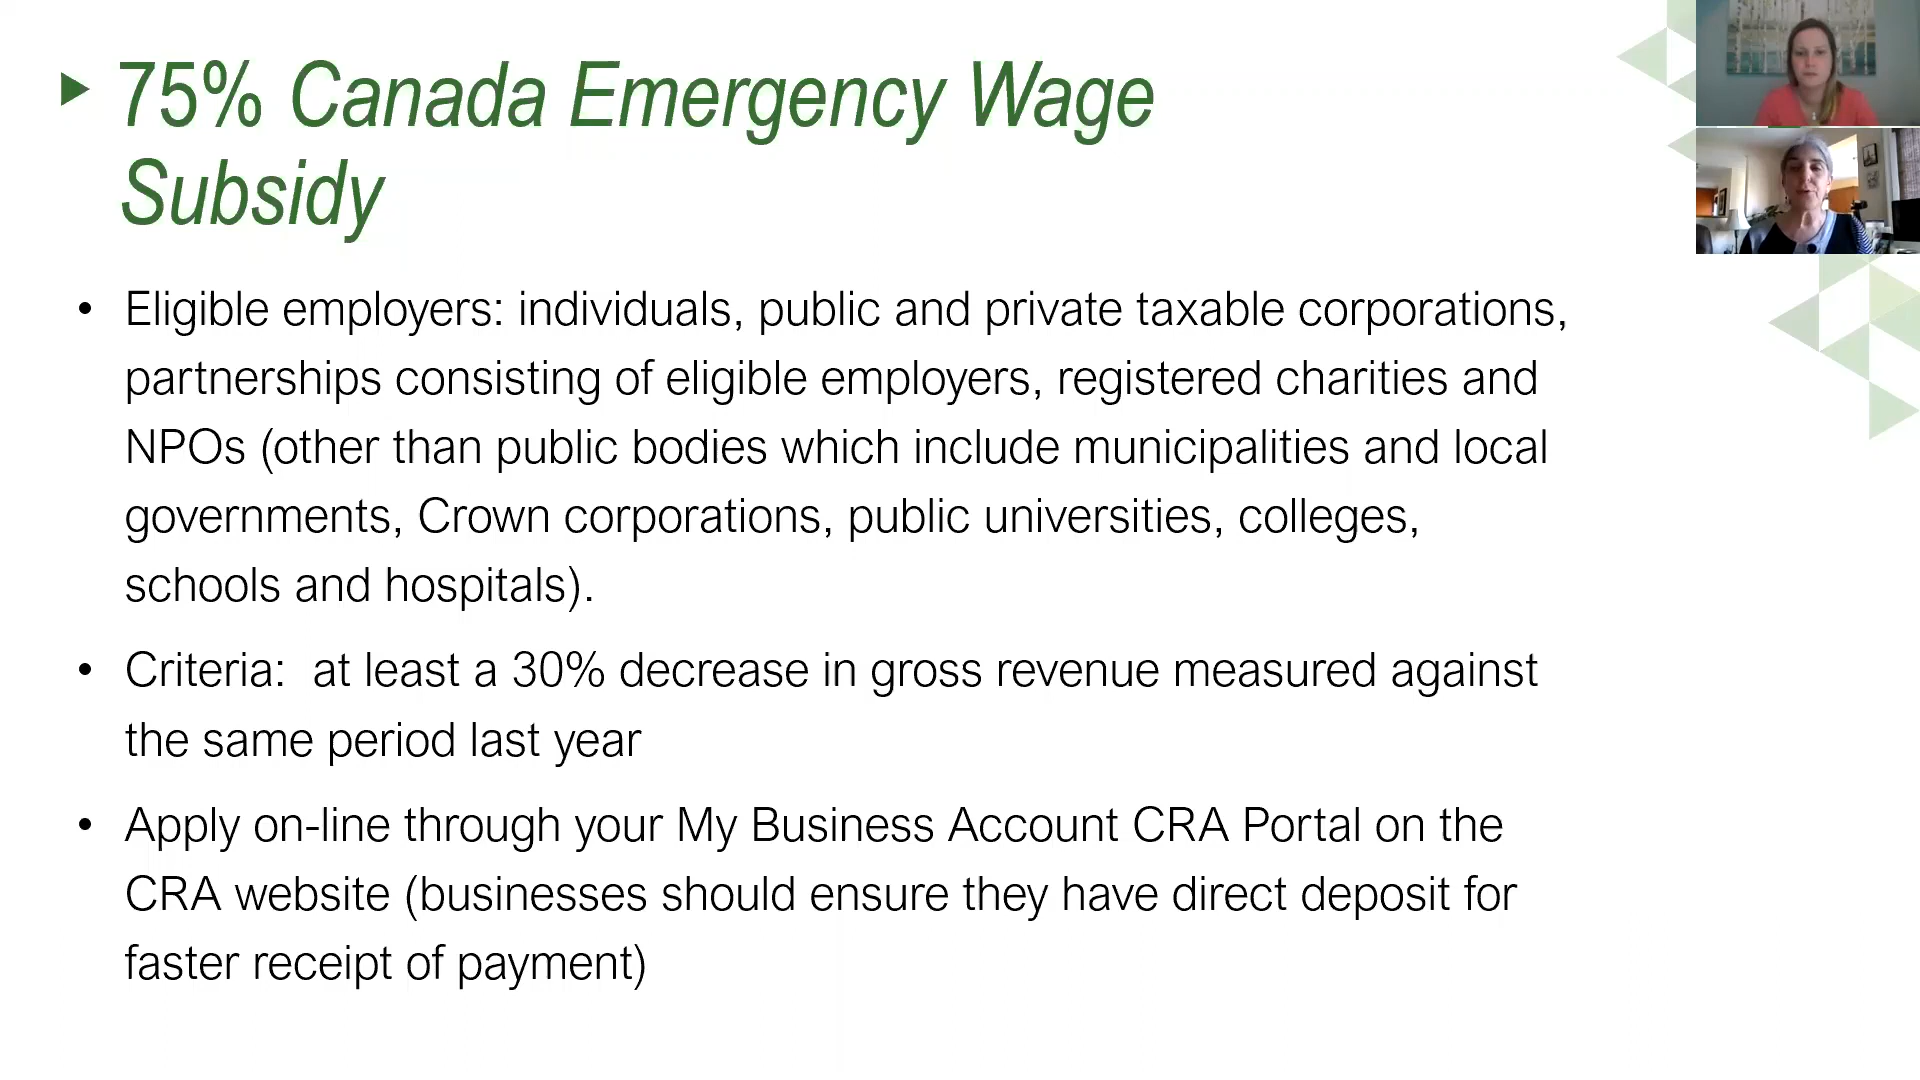 75% Canada Emergency Wage
Subsidy
• Eligible employers: individuals, public and private taxable corporations,
partnerships consisting of eligible employers, registered charities and
NPOs (other than public bodies which include municipalities and local
governments, Crown corporations, public universities, colleges,
schools and hospitals).
• Criteria:  at least a 30% decrease in gross revenue measured against
the same period last year
• Apply on-line through your My Business Account CRA Portal on the
CRA website (businesses should ensure they have direct deposit for
faster receipt of payment)